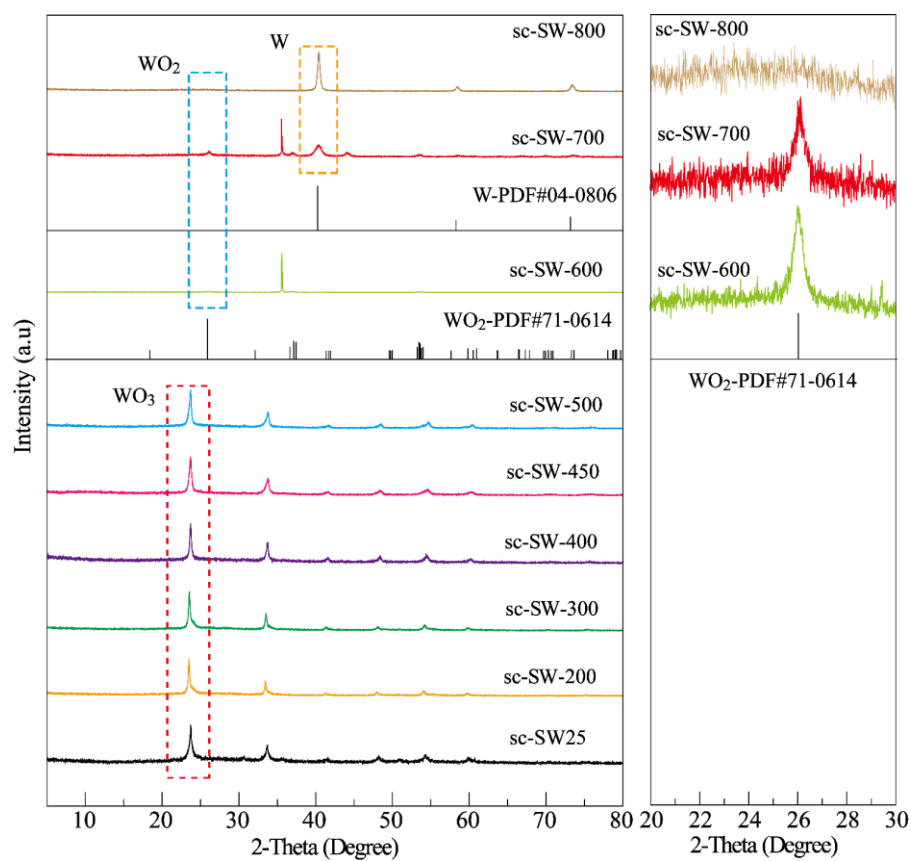 sc-SW-800
W
WO₂
sc-SW-700
W-PDF#04-0806
sc-SW-600
WO₂-PDF#71-0614
WO₃
sc-SW-500
sc-SW-450
sc-SW-400
sc-SW-300
sc-SW-200
sc-SW25
Intensity (a.u)
10 20 30 40 50 60 70 80
2-Theta (Degree)
sc-SW-800
sc-SW-700
sc-SW-600
WO₂-PDF#71-0614
20 22 24 26 28 30
2-Theta (Degree)